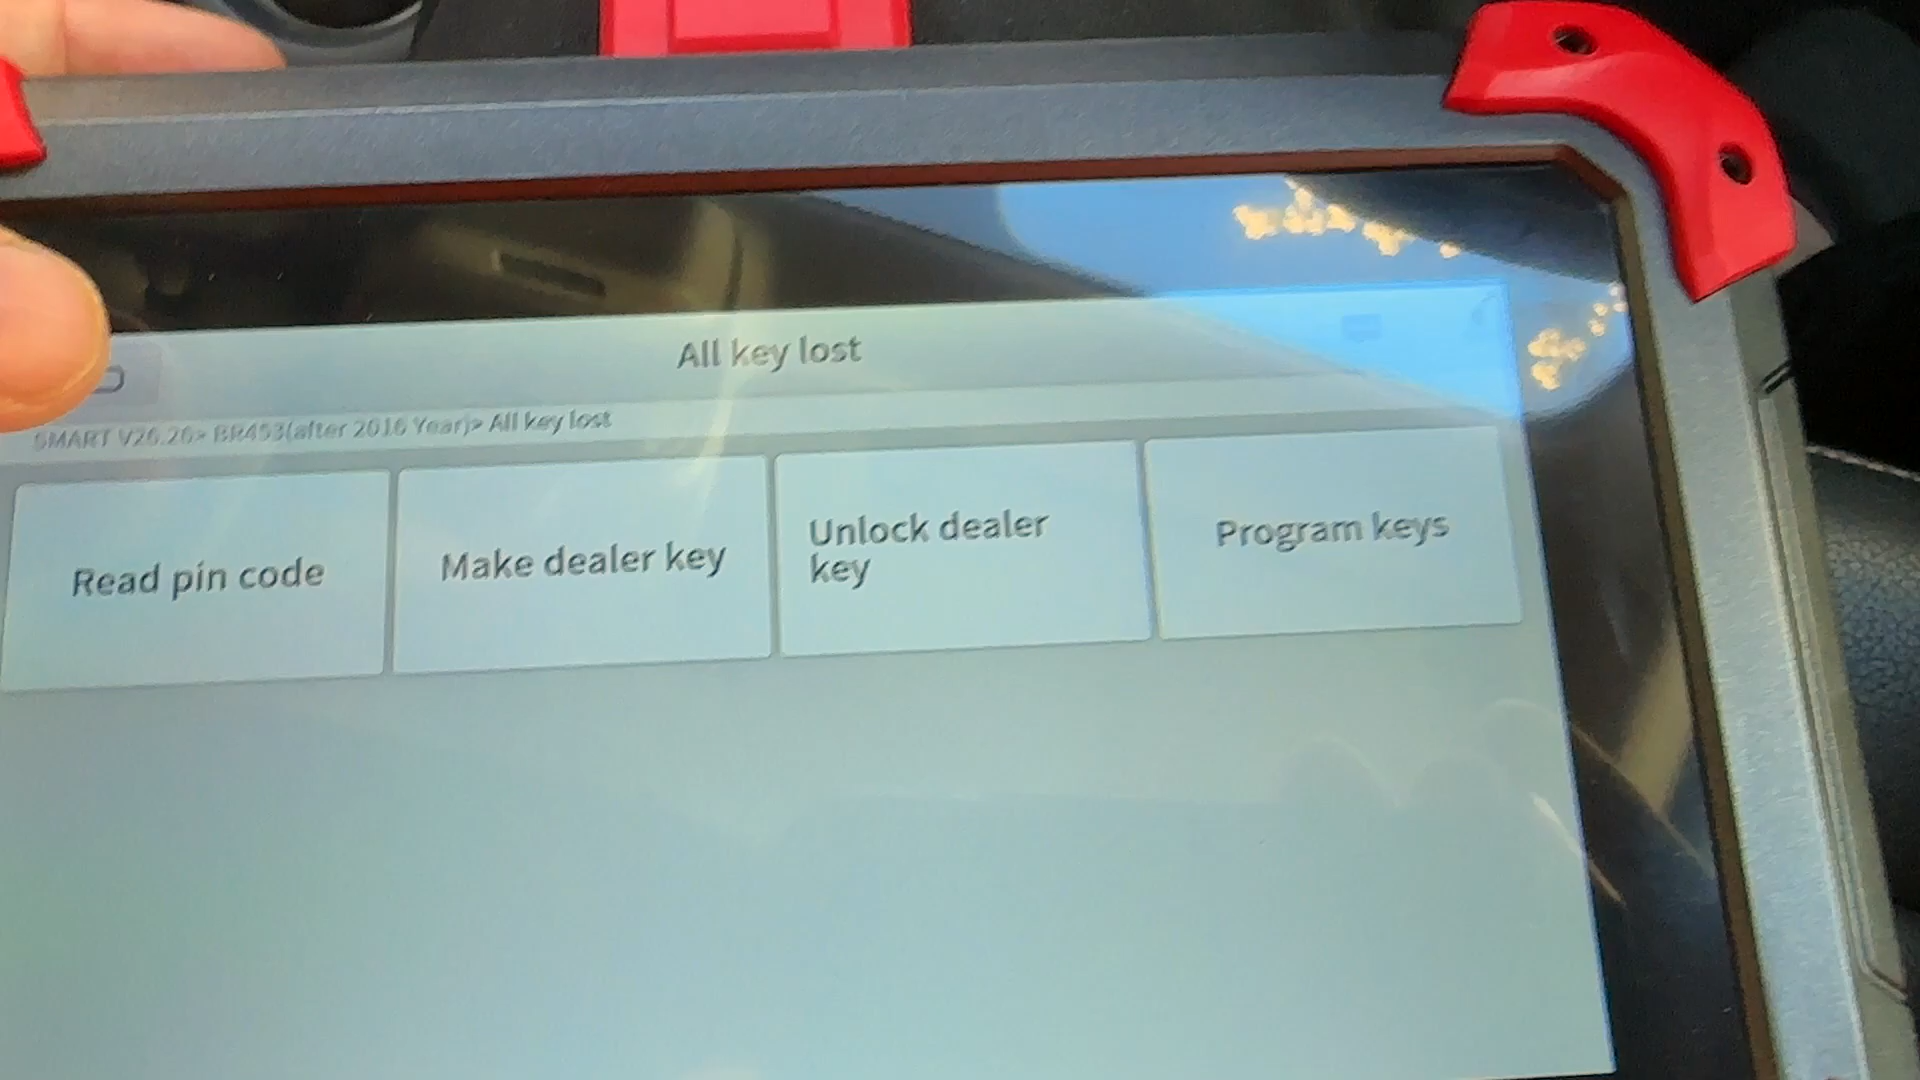 All key lost
SMART V26.26> BR453(after 2016 Year)> All key lost
Read pin code
Make dealer key
Unlock dealer
key
Program keys